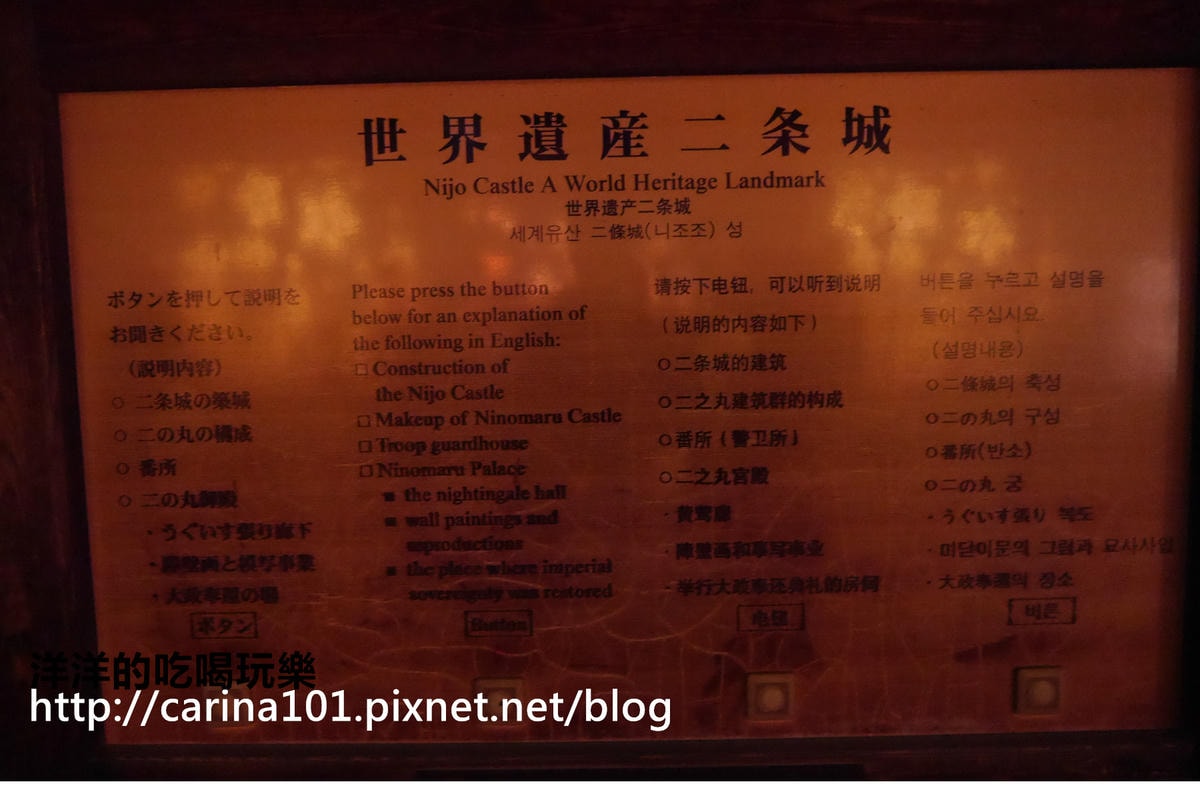 世界遺産二条城
Nijo Castle A World Heritage Landmark
世界遗产二条城
세계유산 二條城(니조조) 성
ボタンを押して説明を
お聞きください。
(説明内容)
○ 二条城の築城
○ 二の丸の構成
○ 番所
○ 二の丸御殿
・うぐいす張り廊下
・障壁画と模写事業
・大政奉還の場
ボタン
Please press the button
below for an explanation of
the following in English:
□ Construction of
the Nijo Castle
□ Makeup of Ninomaru Castle
□ Troop guardhouse
□ Ninomaru Palace
■ the nightingale hall
■ wall paintings and
reproductions
■ the place where imperial
sovereignty was restored
Button
请按下电钮，可以听到说明
(说明的内容如下)
○二条城的建筑
○二之丸建筑群的构成
○番所(警卫所)
○二之丸宫殿
·黄莺廊
·障壁画和摹写事业
·举行大政奉还典礼的房间
电钮
버튼을 누르고 설명을
들어 주십시요.
(설명내용)
○二條城의 축성
○二の丸의 구성
○番所(반소)
○二の丸 궁
·うぐいす張り 복도
·미닫이문의 그림과 묘사사업
·大政奉還의 장소
버튼
洋洋的吃喝玩樂
http://carina101.pixnet.net/blog